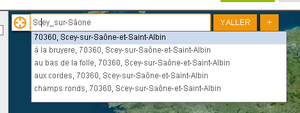 Scey_sur-Sâone Y ALLER +
70360, Scey-sur-Saône-et-Saint-Albin
à la bruyere, 70360, Scey-sur-Saône-et-Saint-Albin
au bas de la folle, 70360, Scey-sur-Saône-et-Saint-Albin
aux cordes, 70360, Scey-sur-Saône-et-Saint-Albin
champs ronds, 70360, Scey-sur-Saône-et-Saint-Albin